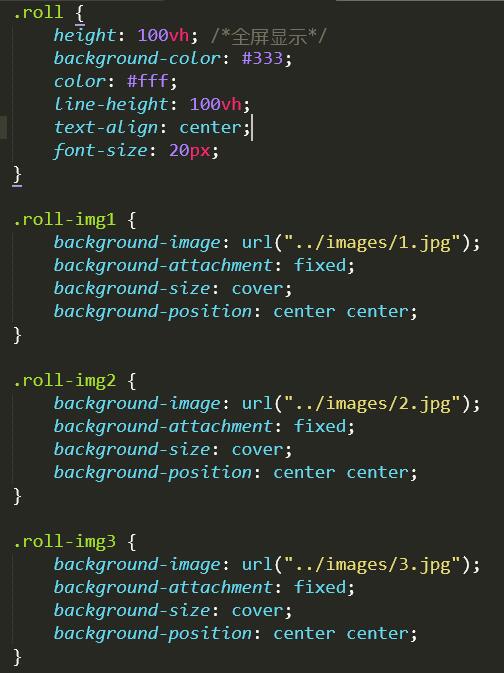 .roll {
height: 100vh; /*全屏显示*/
background-color: #333;
color: #fff;
line-height: 100vh;
text-align: center;
font-size: 20px;
}
.roll-img1 {
background-image: url("../images/1.jpg");
background-attachment: fixed;
background-size: cover;
background-position: center center;
}
.roll-img2 {
background-image: url("../images/2.jpg");
background-attachment: fixed;
background-size: cover;
background-position: center center;
}
.roll-img3 {
background-image: url("../images/3.jpg");
background-attachment: fixed;
background-size: cover;
background-position: center center;
}